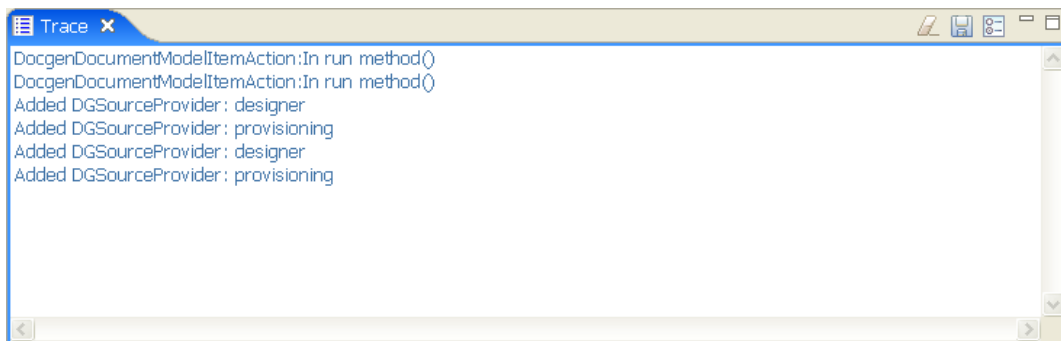 Trace
DocgenDocumentModelItemAction:In run method()
DocgenDocumentModelItemAction:In run method()
Added DGSourceProvider: designer
Added DGSourceProvider: provisioning
Added DGSourceProvider: designer
Added DGSourceProvider: provisioning